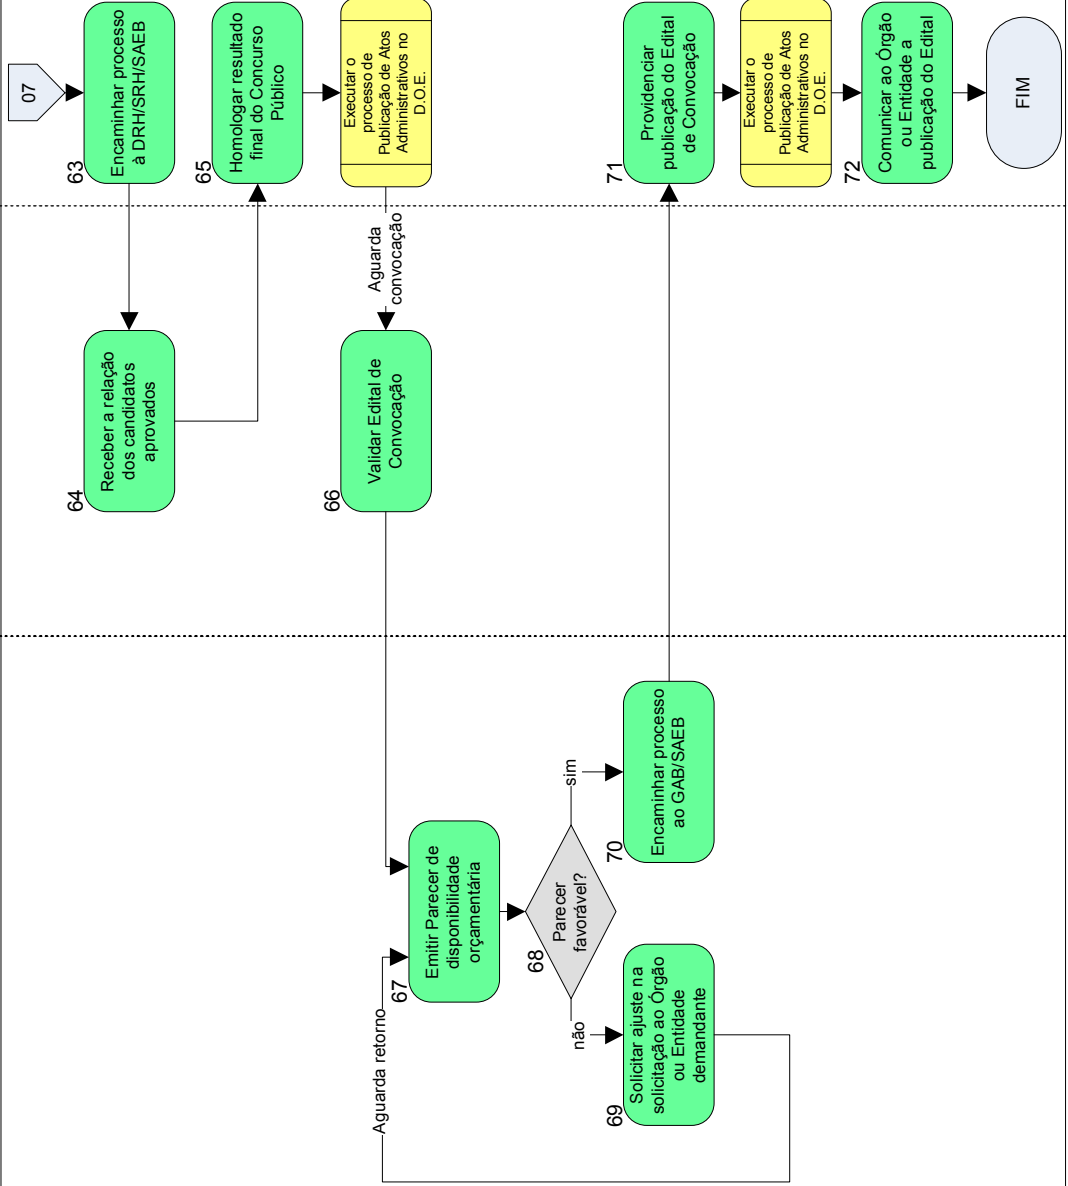 07
63
Encaminhar processo
à DRH/SRH/SAEB
64
Receber a relação
dos candidatos
aprovados
65
Homologar resultado
final do Concurso
Público
Executar o
processo de
Publicação de Atos
Administrativos no
D.O.E.
Aguarda
convocação
66
Validar Edital de
Convocação
67
Emitir Parecer de
disponibilidade
orçamentária
Aguarda retorno
68
Parecer
favorável?
não
sim
69
Solicitar ajuste na
solicitação ao Órgão
ou Entidade
demandante
70
Encaminhar processo
ao GAB/SAEB
71
Providenciar
publicação do Edital
de Convocação
Executar o
processo de
Publicação de Atos
Administrativos no
D.O.E.
72
Comunicar ao Órgão
ou Entidade a
publicação do Edital
FIM